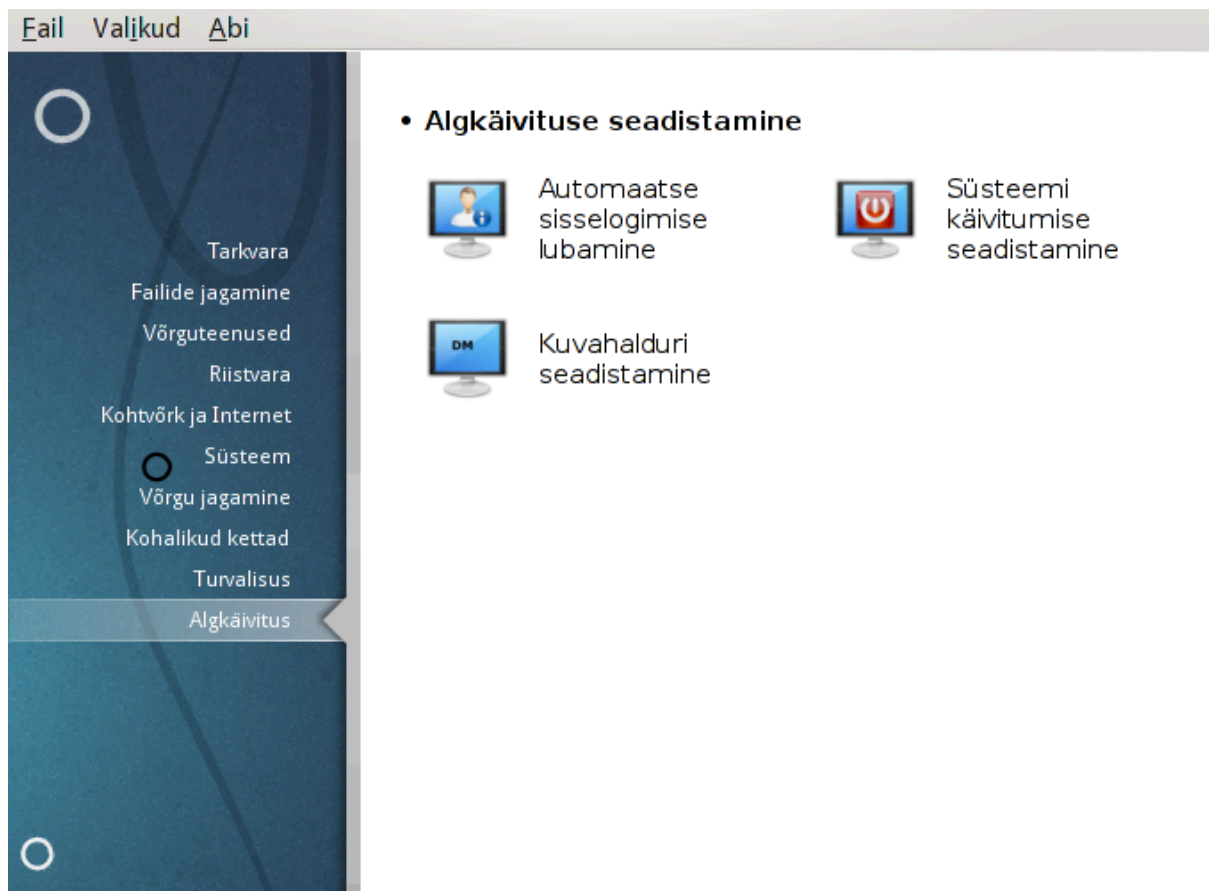 Fail Valikud Abi
Tarkvara
Failide jagamine
Võrguteenused
Riistvara
Kohtvõrk ja Internet
Süsteem
Võrgu jagamine
Kohalikud kettad
Turvalisus
Algkäivitus
• Algkäivituse seadistamine
Automaatse
sisselogimise
lubamine
Süsteemi
käivitumise
seadistamine
DM
Kuvahalduri
seadistamine